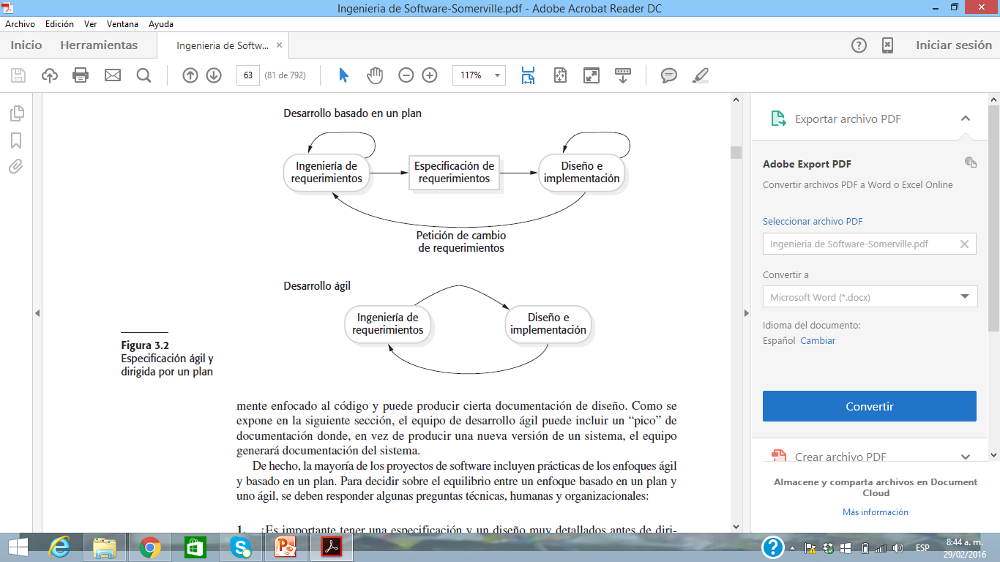 Ingenieria de Software-Somerville.pdf - Adobe Acrobat Reader DC
Archivo Edición Ver Ventana Ayuda
Inicio Herramientas Ingenieria de Softw... × Iniciar sesión
63 (81 de 792) 117%
Desarrollo basado en un plan
Ingeniería de
requerimientos
Especificación de
requerimientos
Diseño e
implementación
Petición de cambio
de requerimientos
Desarrollo ágil
Ingeniería de
requerimientos
Diseño e
implementación
Figura 3.2
Especificación ágil y
dirigida por un plan
mente enfocado al código y puede producir cierta documentación de diseño. Como se
expone en la siguiente sección, el equipo de desarrollo ágil puede incluir un “pico” de
documentación donde, en vez de producir una nueva versión de un sistema, el equipo
generará documentación del sistema.
De hecho, la mayoría de los proyectos de software incluyen prácticas de los enfoques ágil
y basado en un plan. Para decidir sobre el equilibrio entre un enfoque basado en un plan y
uno ágil, se deben responder algunas preguntas técnicas, humanas y organizacionales:
1. ¿Es importante tener una especificación y un diseño muy detallados antes de diri-
Exportar archivo PDF
Adobe Export PDF
Convertir archivos PDF a Word o Excel Online
Seleccionar archivo PDF
Ingenieria de Software-Somerville.pdf
Convertir a
Microsoft Word (*.docx)
Idioma del documento:
Español Cambiar
Convertir
Crear archivo PDF
Almacene y comparta archivos en Document
Cloud
Más información
ESP
8:44 a. m.
29/02/2016